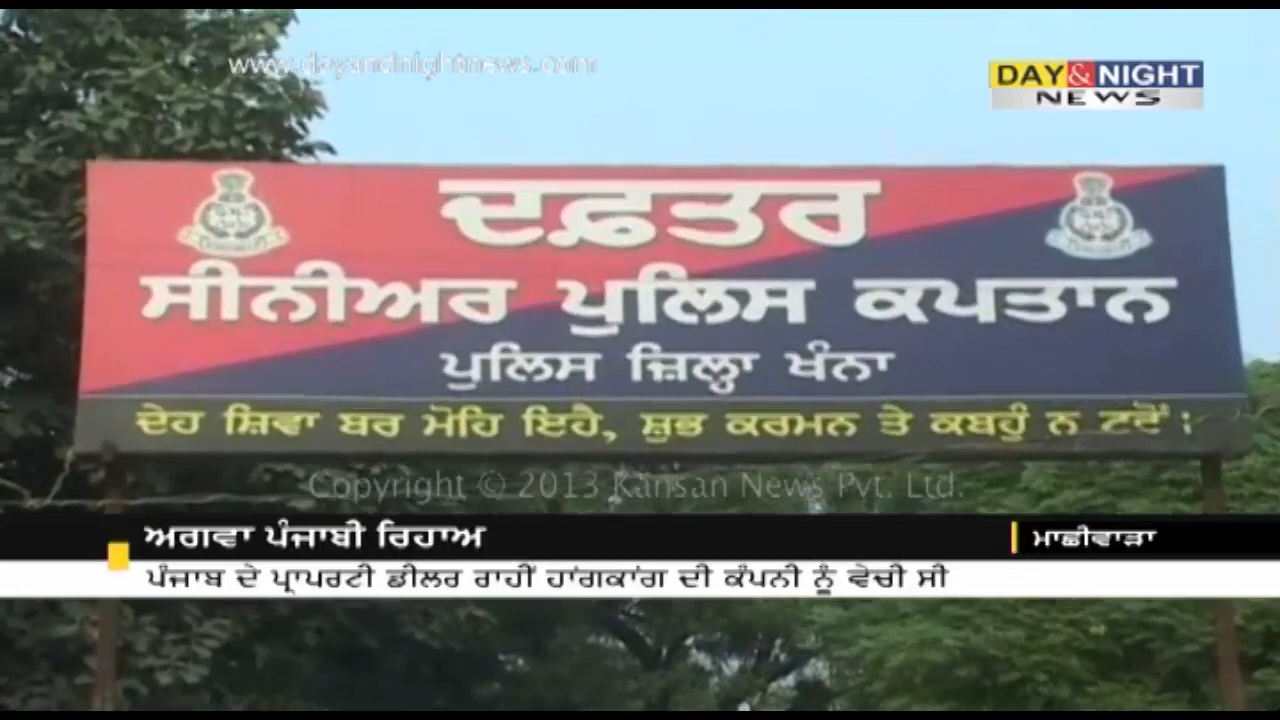 www.dayandnightnews.com
DAY&NIGHT
NEWS
ਦਫ਼ਤਰ
ਸੀਨੀਅਰ ਪੁਲਿਸ ਕਪਤਾਨ
ਪੁਲਿਸ ਜ਼ਿਲ੍ਹਾ ਖੰਨਾ
ਦੇਹ ਸ਼ਿਵਾ ਬਰ ਮੋਹਿ ਇਹੈ, ਸ਼ੁਭ ਕਰਮਨ ਤੇ ਕਬਹੂੰ ਨ ਟਰੋਂ
Copyright © 2013 Kansan News Pvt. Ltd.
ਅਗਵਾ ਪੰਜਾਬੀ ਰਿਹਾਅ
ਮਾਛੀਵਾੜਾ
ਪੰਜਾਬ ਦੇ ਪ੍ਰਾਪਰਟੀ ਡੀਲਰ ਰਾਹੀਂ ਹਾਂਗਕਾਂਗ ਦੀ ਕੰਪਨੀ ਨੂੰ ਵੇਚੀ ਸੀ